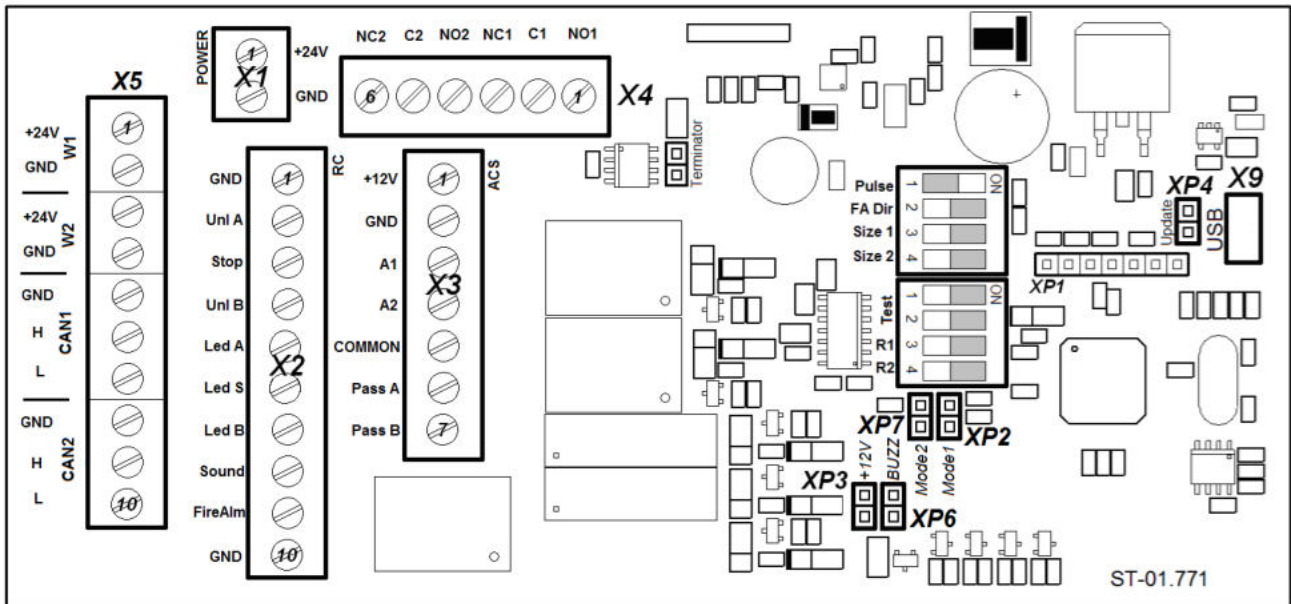 X5
1
+24V
GND
W1
+24V
GND
W2
GND
H
L
CAN1
GND
H
L
CAN2
10
POWER
1
X1
+24V
GND
NC2 C2 NO2 NC1 C1 NO1
6 1
X4
RC
GND
1
Unl A
Stop
Unl B
Led A
X2
Led S
Led B
Sound
FireAlm
GND
10
ACS
+12V
1
GND
A1
X3
A2
COMMON
Pass A
Pass B
7
Terminator
+
Pulse 1 ON
FA Dir 2
Size 1 3
Size 2 4
Test
1 ON
2
R1 3
R2 4
XP4
Update
X9
USB
XP1
XP7
XP2
Mode2
Mode1
XP3
+12V
BUZZ
XP6
ST-01.771